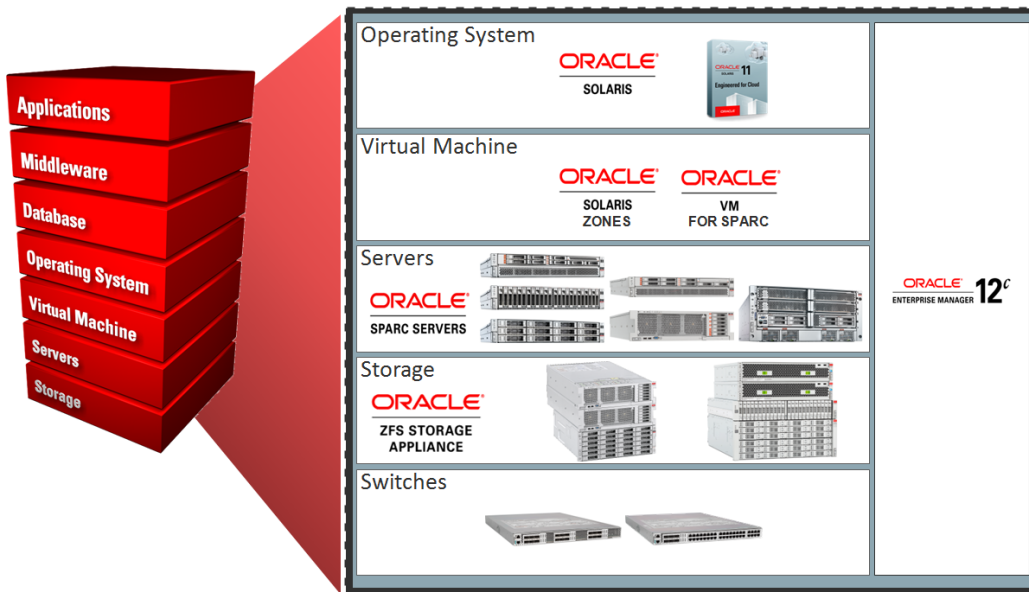 Applications
Middleware
Database
Operating System
Virtual Machine
Servers
Storage
Operating System
ORACLE
SOLARIS
ORACLE
SOLARIS 11
Engineered for Cloud
ORACLE
Virtual Machine
ORACLE
SOLARIS
ZONES
ORACLE
VM
FOR SPARC
Servers
ORACLE
SPARC SERVERS
Storage
ORACLE
ZFS STORAGE
APPLIANCE
Switches
ORACLE
ENTERPRISE MANAGER 12c